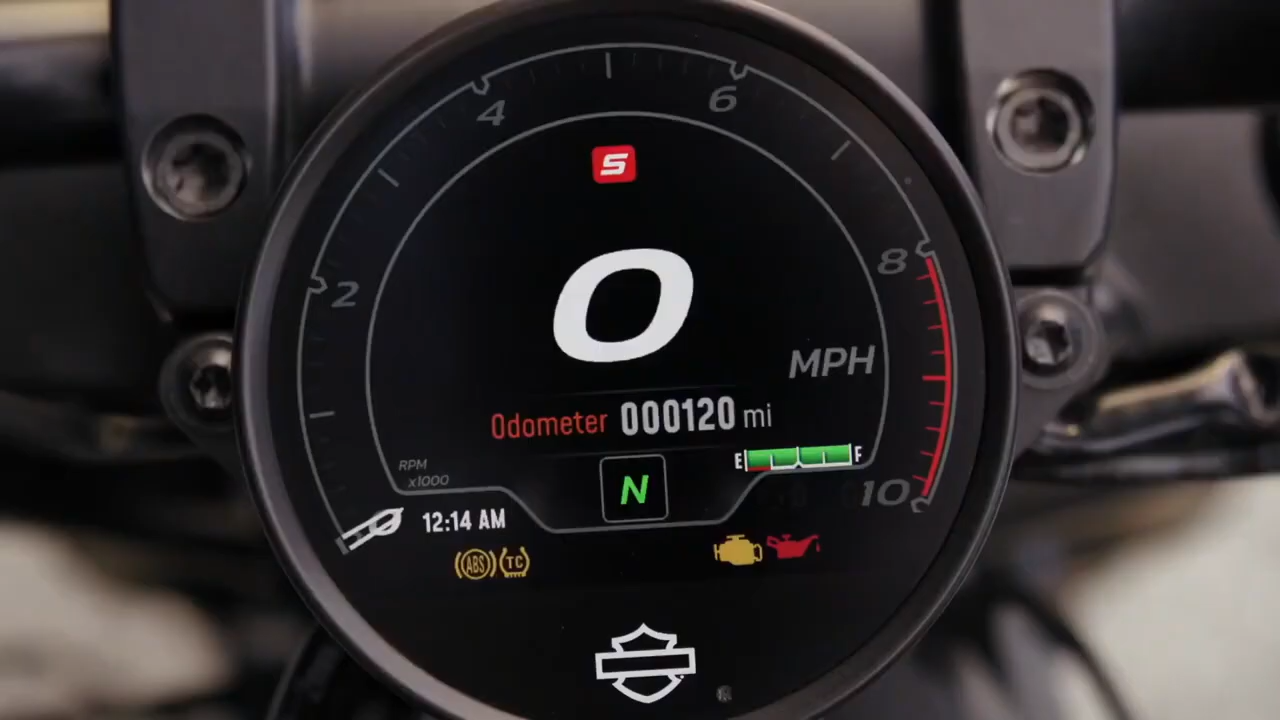 4
6
S
2
8
0
MPH
Odometer 000120 mi
E F
RPM
x1000
N
10
12:14 AM
ABS TC